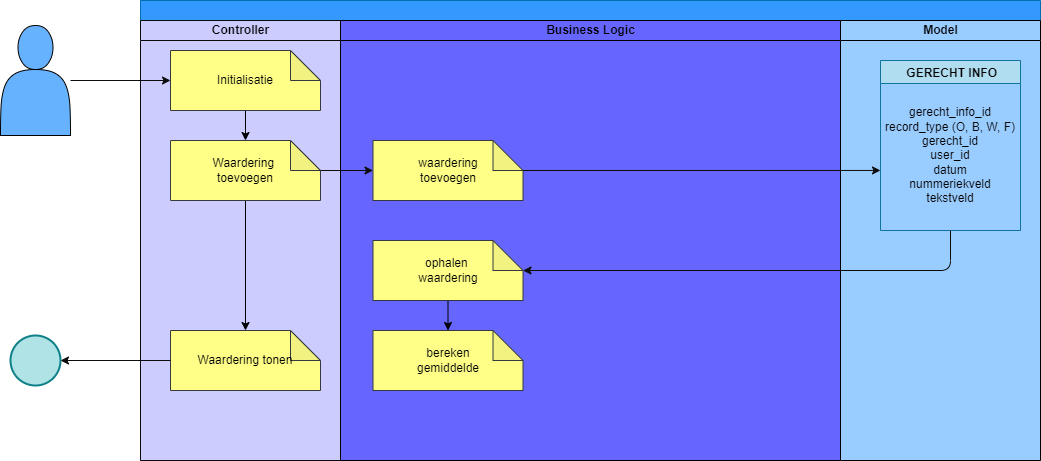 Controller
Business Logic
Model
Initialisatie
GERECHT INFO
gerecht_info_id
record_type (O, B, W, F)
gerecht_id
user_id
datum
nummeriekveld
tekstveld
Waardering
toevoegen
waardering
toevoegen
ophalen
waardering
Waardering tonen
bereken
gemiddelde